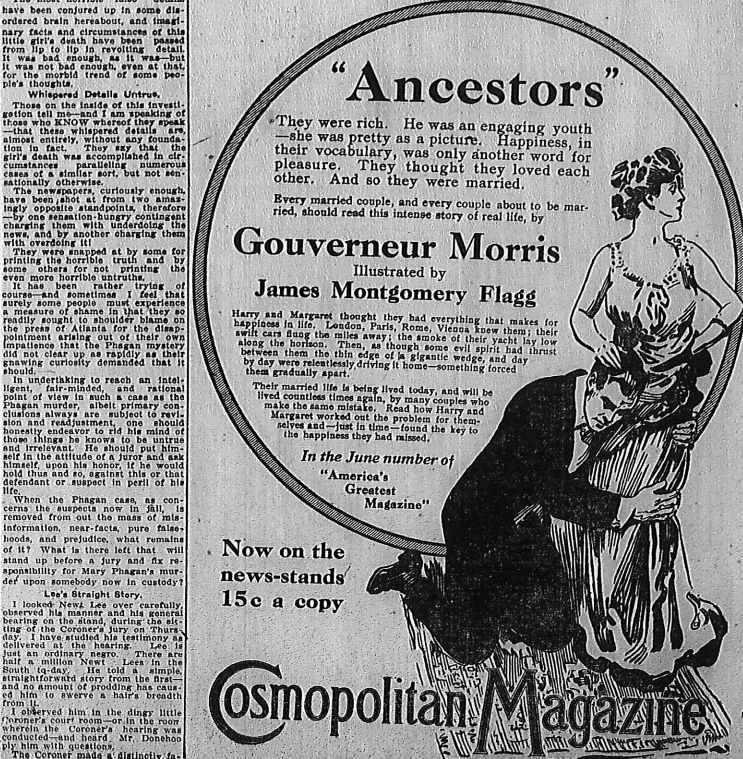 have been conjured up in some dis-
ordered brain hereabout, and imagi-
nary facts and circumstances of this
little girl's death have been passed
from lip to lip in revolting detail.
It was bad enough, as it was—but
it was not bad enough, even at that,
for the morbid trend of some peo-
ple's thoughts.
Whispered Details Untrue.
Those on the inside of this investi-
gation tell me—and I am speaking of
those who KNOW whereof they speak
—that these whispered details are,
almost entirely, without any founda-
tion in fact. They say that the
girl's death was accomplished in cir-
cumstances paralleling numerous
cases of a similar sort, but not sen-
sationally otherwise.
The newspapers, curiously enough,
have been shot at from two amaz-
ingly opposite standpoints, therefore
—by one sensation-hungry contingent
charging them with underdoing the
news, and by another charging them
with overdoing it!
They were snapped at by some for
printing the horrible truth and by
some others for not printing the
even more horrible untruths.
It has been rather trying of
course—and sometimes I feel that
surely some people must experience
a measure of shame in that they so
readily sought to shoulder blame on
the press of Atlanta for the disap-
pointment arising out of their own
impatience that the Phagan mystery
did not clear up as rapidly as their
gnawing curiosity demanded that it
should.
In undertaking to reach an intel-
ligent, fair-minded, and rational
point of view in such a case as the
Phagan murder, albeit primary con-
clusions always are subject to revi-
sion and readjustment, one should
honestly endeavor to rid his mind of
those things he knows to be untrue
and irrelevant. He should put him-
self in the attitude of a juror and ask
himself, upon his honor, if he would
hold thus and so, against this or that
defendant or suspect in peril of his
life.
When the Phagan case, as con-
cerns the suspects now in jail, is
removed from out the mass of mis-
information, near-facts, pure false-
hoods, and prejudice, what remains
of it? What is there left that will
stand up before a jury and fix re-
sponsibility for Mary Phagan's mur-
der upon somebody now in custody?
Lee's Straight Story.
I looked Newt Lee over carefully,
observed his manner and his general
bearing on the stand, during the sit-
ting of the Coroner's jury on Thurs-
day. I have studied his testimony as
delivered at the hearing. Lee is
just an ordinary negro. There are
half a million Newt Lees in the
South to-day. He told a simple,
straightforward story from the first—
and no amount of prodding has caus-
ed him to swerve a hair's breadth
from it.
I observed him in the dingy little
Coroner's court room—or in the room
wherein the Coroner's hearing was
conducted—and heard Mr. Donehoo
ply him with questions.
The Coroner made a distinctly fa-
"Ancestors"
They were rich. He was an engaging youth
—she was pretty as a picture. Happiness, in
their vocabulary, was only another word for
pleasure. They thought they loved each
other. And so they were married.
Every married couple, and every couple about to be mar-
ried, should read this intense story of real life, by
Gouverneur Morris
Illustrated by
James Montgomery Flagg
Harry and Margaret thought they had everything that makes for
happiness in life. London, Paris, Rome, Vienna knew them; their
swift cars flung the miles away; the smoke of their yacht lay low
along the horizon. Then, as though some evil spirit had thrust
between them the thin edge of a gigantic wedge, and day
by day were relentlessly driving it home—something forced
them gradually apart.
Their married life is being lived today, and will be
lived countless times again, by many couples who
make the same mistake. Read how Harry and
Margaret worked out the problem for them-
selves and—just in time—found the key to
the happiness they had missed.
In the June number of
"America's
Greatest
Magazine"
Now on the
news-stands
15c a copy
Cosmopolitan Magazine